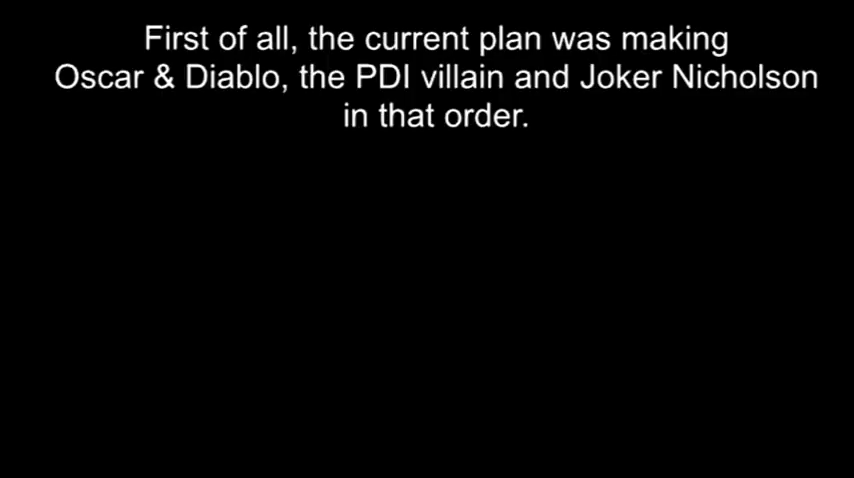 First of all, the current plan was making
Oscar & Diablo, the PDI villain and Joker Nicholson
in that order.